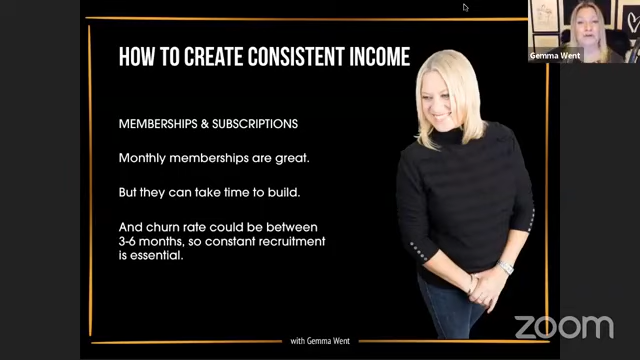 Gemma Went
HOW TO CREATE CONSISTENT INCOME
MEMBERSHIPS & SUBSCRIPTIONS
Monthly memberships are great.
But they can take time to build.
And churn rate could be between
3-6 months, so constant recruitment
is essential.
with Gemma Went
zoom